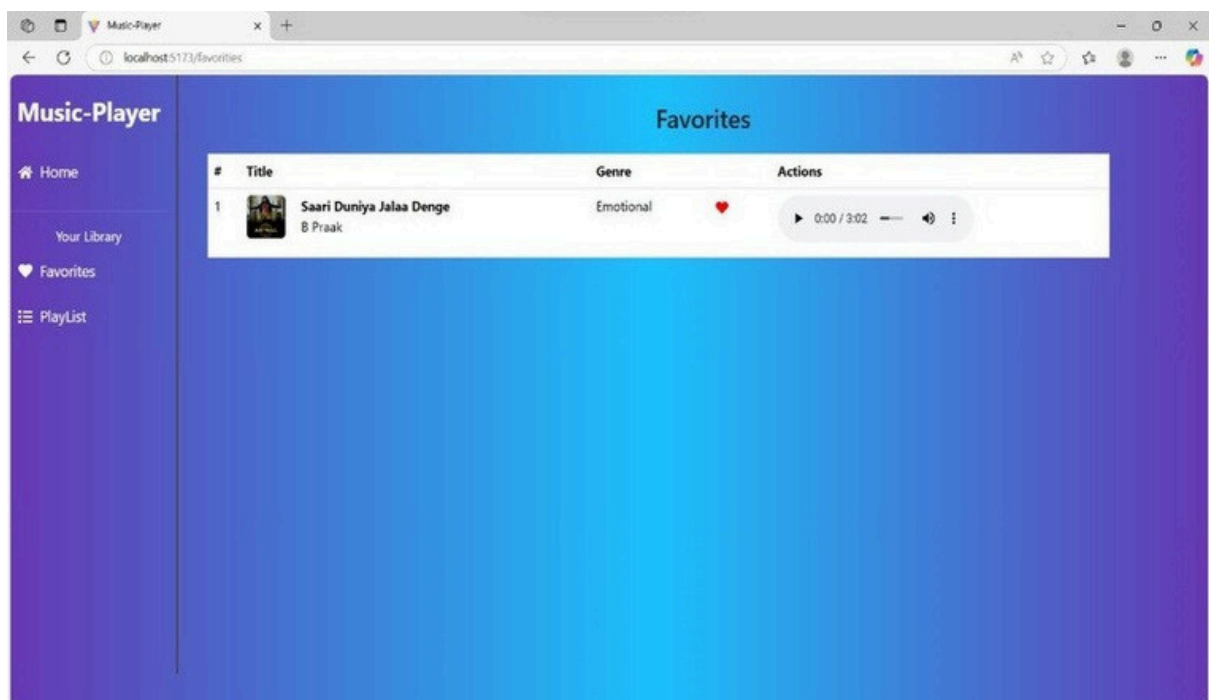 Music-Player
localhost:5173/favorities
Music-Player
Home
Your Library
Favorites
PlayList
Favorites
# Title Genre Actions
1 Saari Duniya Jalaa Denge Emotional 0:00 / 3:02
B Praak